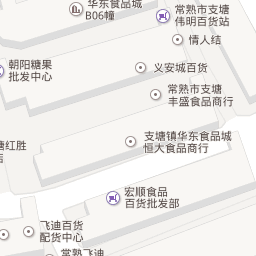 华东食品城
B06幢
常熟市支塘
伟明百货站
情人结
朝阳糖果
批发中心
义安城百货
常熟市支塘
丰盛食品商行
支塘镇华东食品城
恒大食品商行
塘红胜
宏顺食品
百货批发部
飞迪百货
配货中心
常熟飞迪